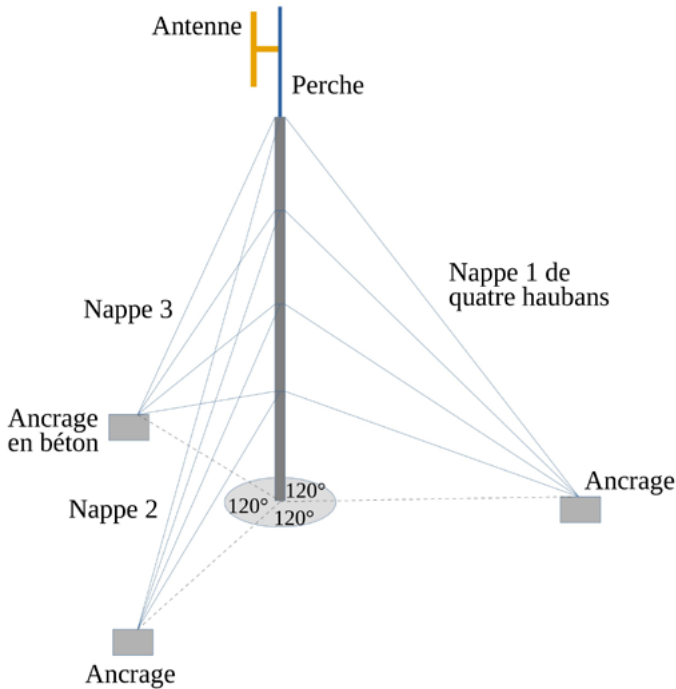 Antenne
Perche
Nappe 1 de
quatre haubans
Nappe 3
Ancrage
en béton
Ancrage
120°
120°
120°
Nappe 2
Ancrage